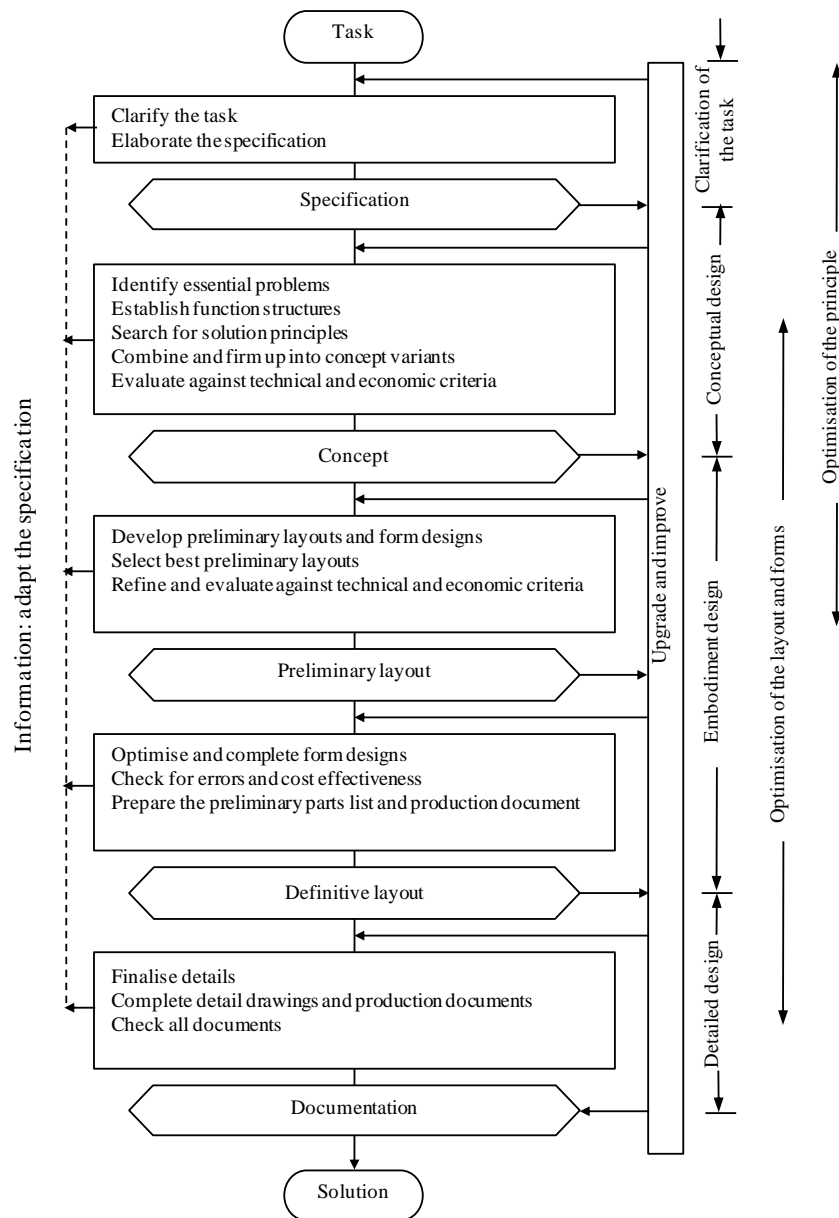 Task
Clarify the task
Elaborate the specification
Specification
Identify essential problems
Establish function structures
Search for solution principles
Combine and firm up into concept variants
Evaluate against technical and economic criteria
Concept
Develop preliminary layouts and form designs
Select best preliminary layouts
Refine and evaluate against technical and economic criteria
Preliminary layout
Optimise and complete form designs
Check for errors and cost effectiveness
Prepare the preliminary parts list and production document
Definitive layout
Finalise details
Complete detail drawings and production documents
Check all documents
Documentation
Solution
Information: adapt the specification
Upgrade and improve
Clarification of
the task
Conceptual design
Embodiment design
Detailed design
Optimisation of the layout and forms
Optimisation of the principle